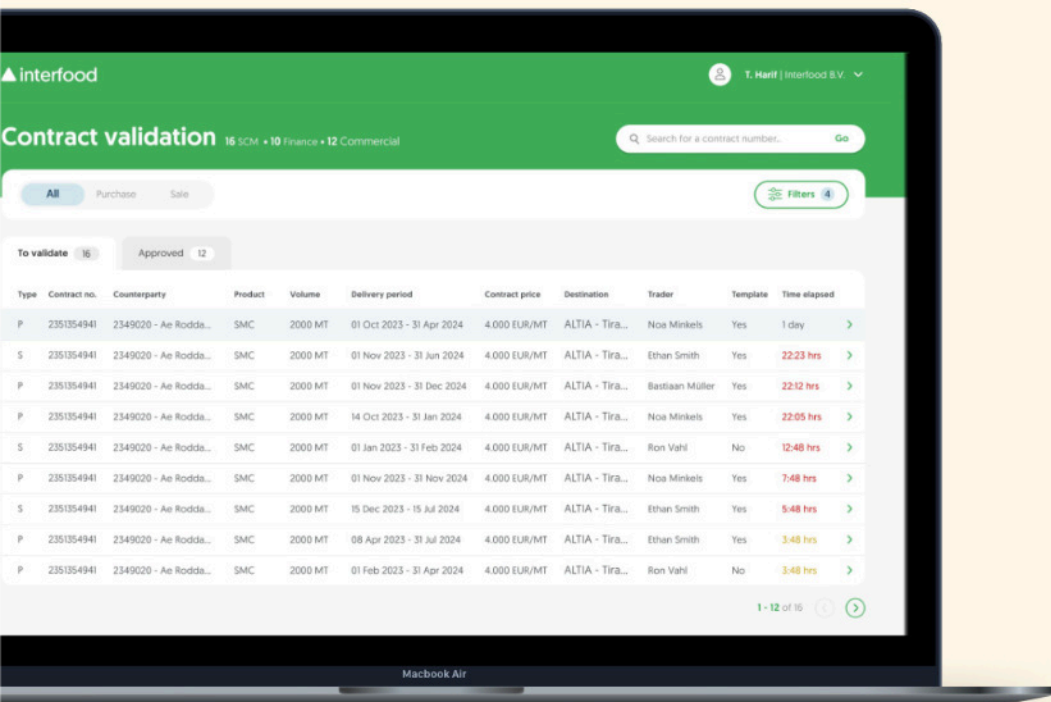 interfood
T. Harif | Interfood B.V.
Contract validation 16 SCM • 10 Finance • 12 Commercial
Search for a contract number.. Go
All Purchase Sale
Filters 4
To validate 16 Approved 12
Type Contract no. Counterparty Product Volume Delivery period Contract price Destination Trader Template Time elapsed
P 2351354941 2349020 - Ae Rodda... SMC 2000 MT 01 Oct 2023 - 31 Apr 2024 4.000 EUR/MT ALTIA - Tira... Noa Minkels Yes 1 day
S 2351354941 2349020 - Ae Rodda... SMC 2000 MT 01 Nov 2023 - 31 Jun 2024 4.000 EUR/MT ALTIA - Tira... Ethan Smith Yes 22:23 hrs
P 2351354941 2349020 - Ae Rodda... SMC 2000 MT 01 Nov 2023 - 31 Dec 2024 4.000 EUR/MT ALTIA - Tira... Bastiaan Müller Yes 22:12 hrs
P 2351354941 2349020 - Ae Rodda... SMC 2000 MT 14 Oct 2023 - 31 Jan 2024 4.000 EUR/MT ALTIA - Tira... Noa Minkels Yes 22:05 hrs
S 2351354941 2349020 - Ae Rodda... SMC 2000 MT 01 Jan 2023 - 31 Feb 2024 4.000 EUR/MT ALTIA - Tira... Ron Vahl No 12:48 hrs
P 2351354941 2349020 - Ae Rodda... SMC 2000 MT 01 Nov 2023 - 31 Nov 2024 4.000 EUR/MT ALTIA - Tira... Noa Minkels Yes 7:48 hrs
S 2351354941 2349020 - Ae Rodda... SMC 2000 MT 15 Dec 2023 - 15 Jul 2024 4.000 EUR/MT ALTIA - Tira... Ethan Smith Yes 5:48 hrs
P 2351354941 2349020 - Ae Rodda... SMC 2000 MT 08 Apr 2023 - 31 Jul 2024 4.000 EUR/MT ALTIA - Tira... Ethan Smith Yes 3:48 hrs
P 2351354941 2349020 - Ae Rodda... SMC 2000 MT 01 Feb 2023 - 31 Apr 2024 4.000 EUR/MT ALTIA - Tira... Ron Vahl No 3:48 hrs
1 - 12 of 16
Macbook Air